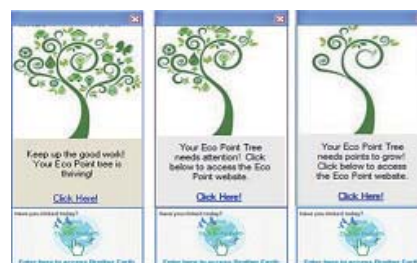 Keep up the good work!
Your Eco Point tree is
thriving!
Click Here!
Have you clicked today?
Your Eco Point Tree
needs attention! Click
below to access the Eco
Point website.
Click Here!
Have you clicked today?
Your Eco Point Tree
needs points to grow!
Click below to access
the Eco Point website.
Click Here!
Have you clicked today?